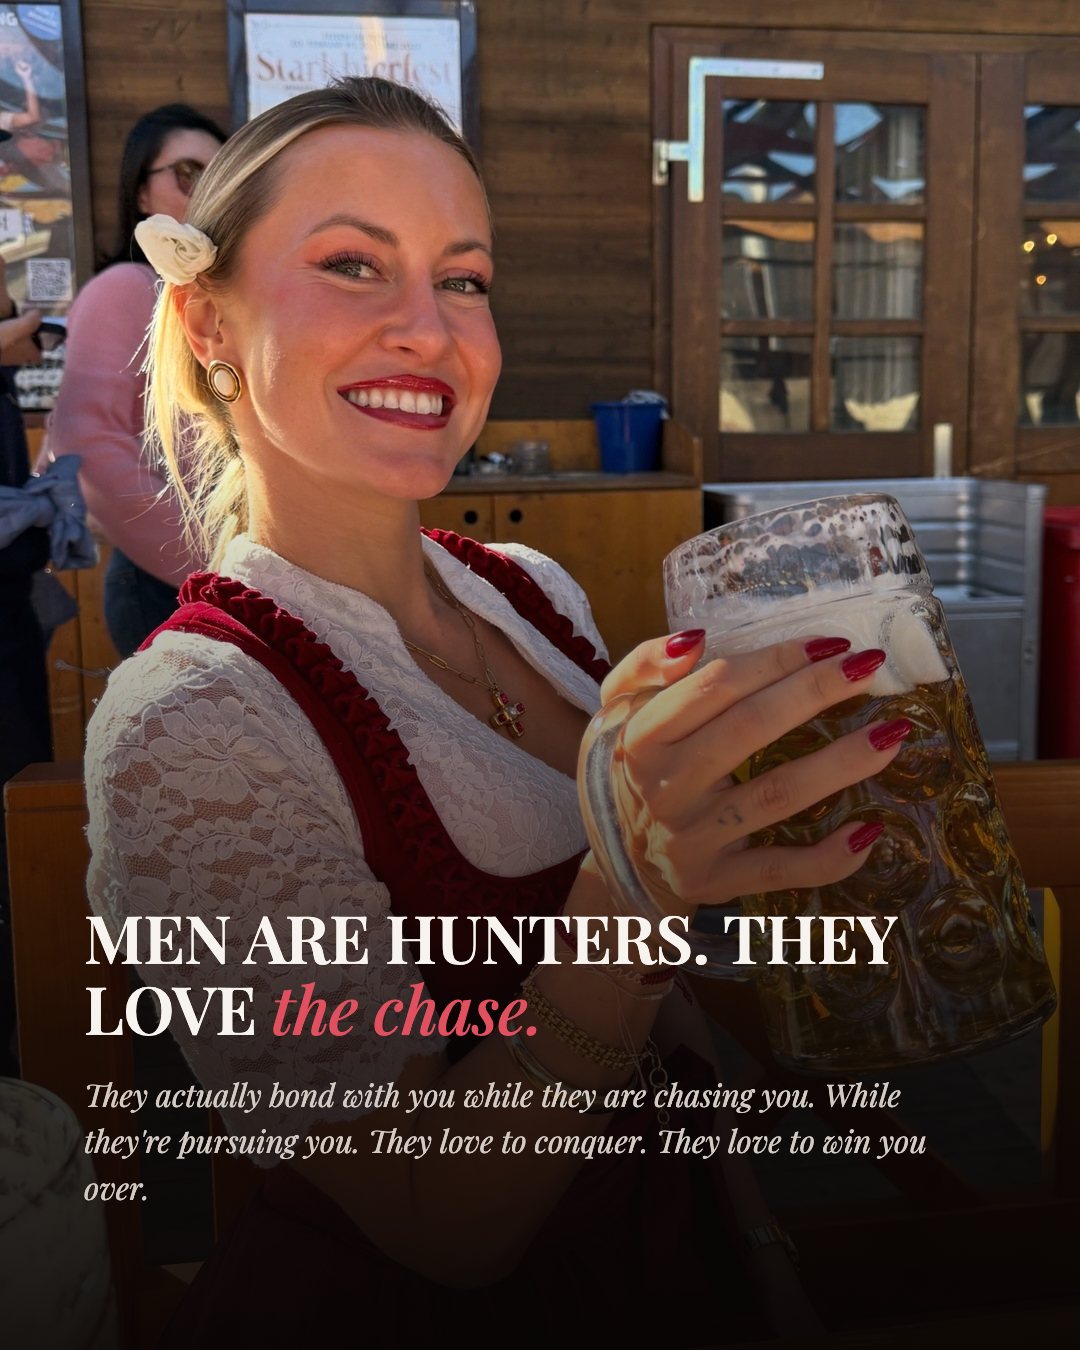 Starkbierfest
MEN ARE HUNTERS. THEY
LOVE the chase.
They actually bond with you while they are chasing you. While
they're pursuing you. They love to conquer. They love to win you
over.